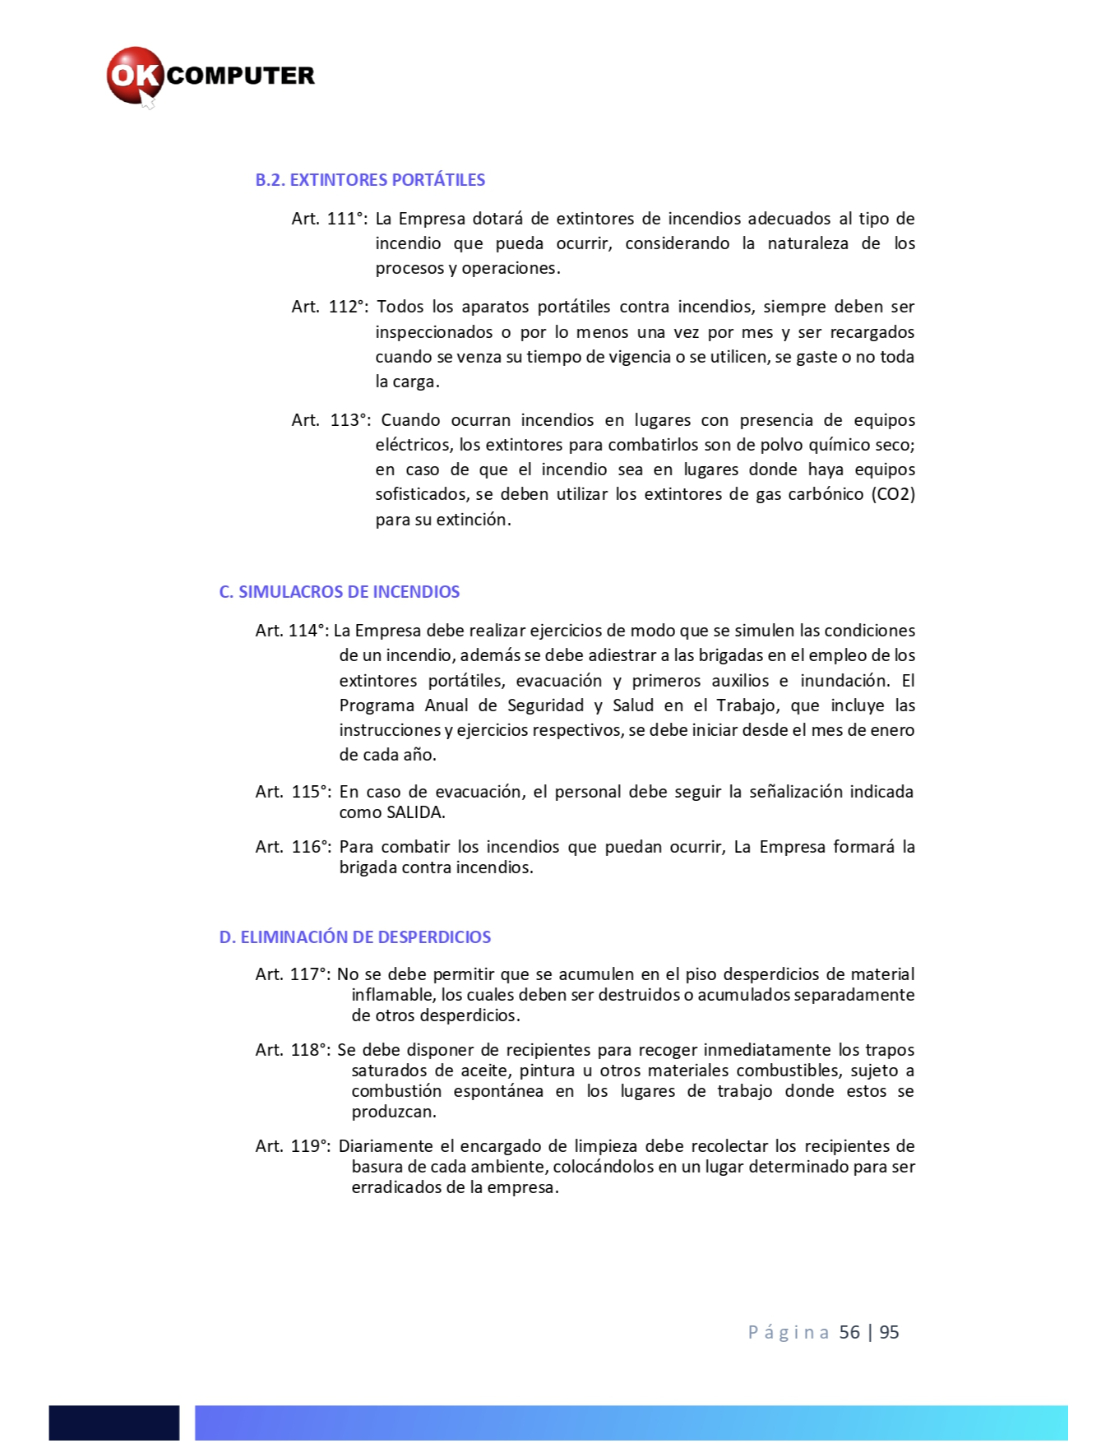 OK COMPUTER
B.2. EXTINTORES PORTÁTILES
Art. 111°: La Empresa dotará de extintores de incendios adecuados al tipo de
incendio que pueda ocurrir, considerando la naturaleza de los
procesos y operaciones.
Art. 112°: Todos los aparatos portátiles contra incendios, siempre deben ser
inspeccionados o por lo menos una vez por mes y ser recargados
cuando se venza su tiempo de vigencia o se utilicen, se gaste o no toda
la carga.
Art. 113°: Cuando ocurran incendios en lugares con presencia de equipos
eléctricos, los extintores para combatirlos son de polvo químico seco;
en caso de que el incendio sea en lugares donde haya equipos
sofisticados, se deben utilizar los extintores de gas carbónico (CO2)
para su extinción.
C. SIMULACROS DE INCENDIOS
Art. 114°: La Empresa debe realizar ejercicios de modo que se simulen las condiciones
de un incendio, además se debe adiestrar a las brigadas en el empleo de los
extintores portátiles, evacuación y primeros auxilios e inundación. El
Programa Anual de Seguridad y Salud en el Trabajo, que incluye las
instrucciones y ejercicios respectivos, se debe iniciar desde el mes de enero
de cada año.
Art. 115°: En caso de evacuación, el personal debe seguir la señalización indicada
como SALIDA.
Art. 116°: Para combatir los incendios que puedan ocurrir, La Empresa formará la
brigada contra incendios.
D. ELIMINACIÓN DE DESPERDICIOS
Art. 117°: No se debe permitir que se acumulen en el piso desperdicios de material
inflamable, los cuales deben ser destruidos o acumulados separadamente
de otros desperdicios.
Art. 118°: Se debe disponer de recipientes para recoger inmediatamente los trapos
saturados de aceite, pintura u otros materiales combustibles, sujeto a
combustión espontánea en los lugares de trabajo donde estos se
produzcan.
Art. 119°: Diariamente el encargado de limpieza debe recolectar los recipientes de
basura de cada ambiente, colocándolos en un lugar determinado para ser
erradicados de la empresa.
Página 56 | 95